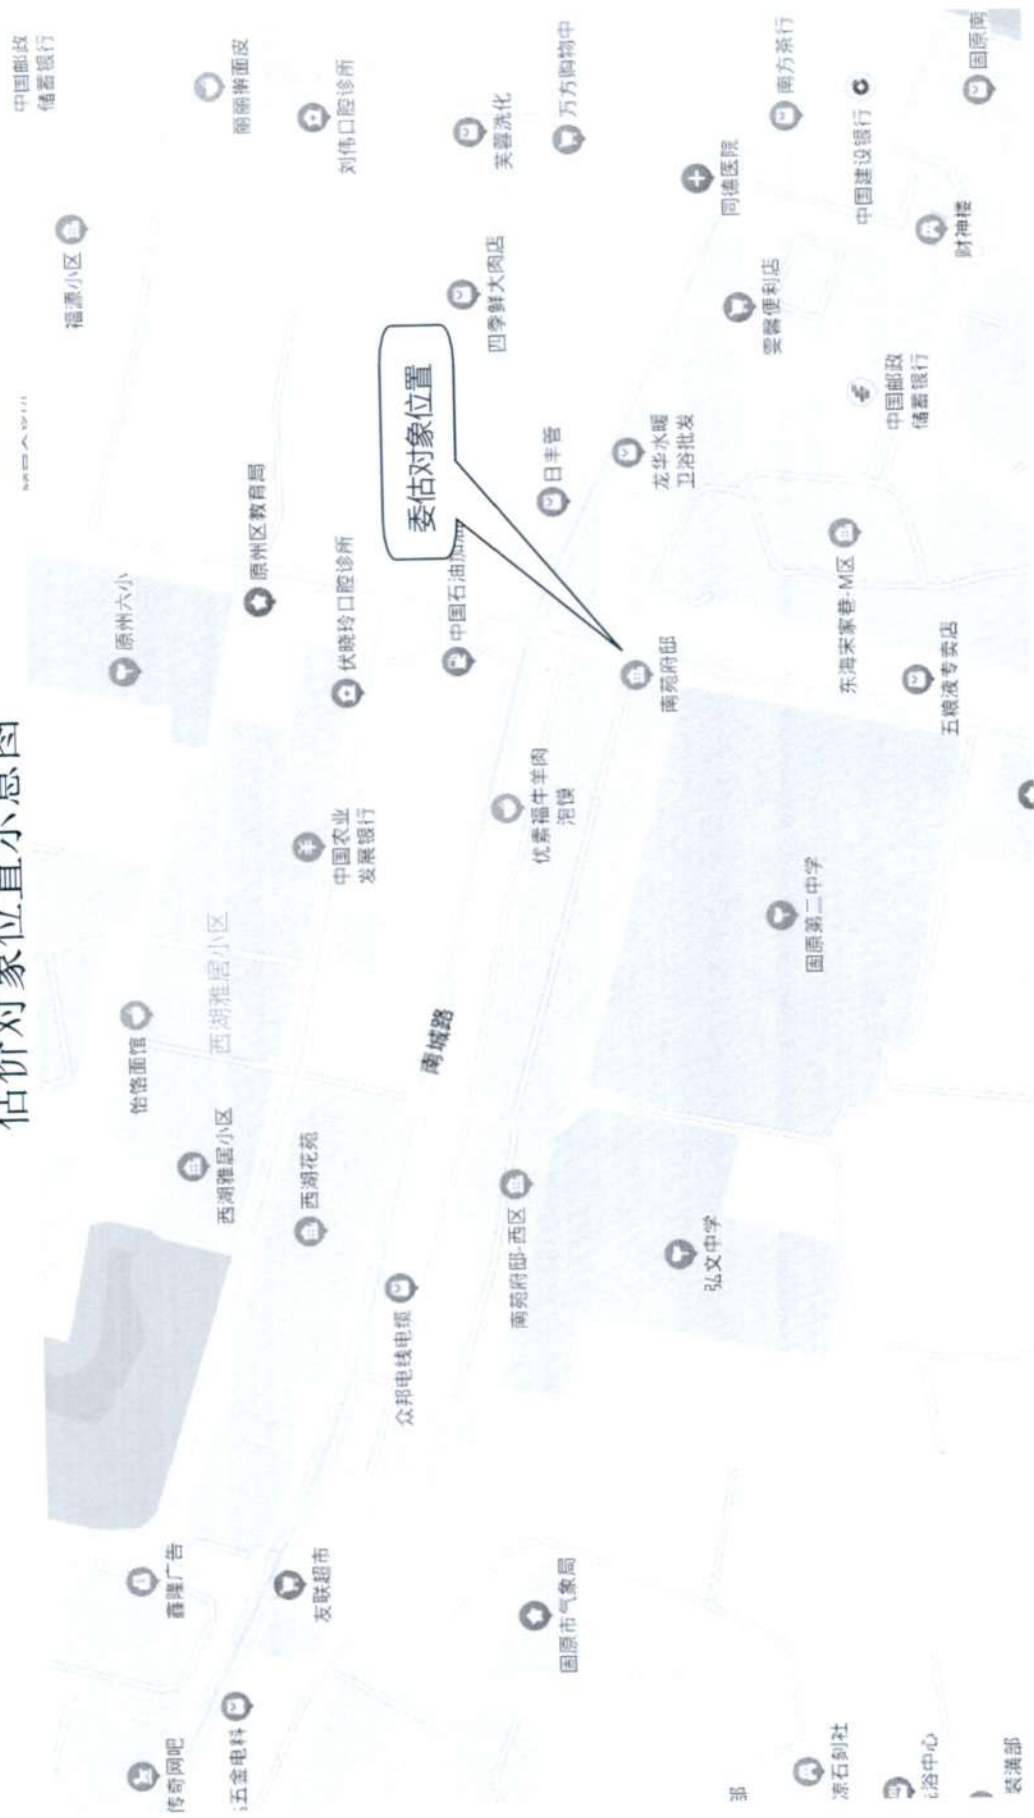 估价对象位置示意图
中国邮政
储蓄银行
福源小区
丽丽擀面皮
刘伟口腔诊所
原州六小
原州区教育局
伏晓玲口腔诊所
芙蓉洗化
四季鲜大肉店
万方购物中
委估对象位置
中国石油加油
日丰管
怡饴面馆
西湖雅居小区
西湖雅居小区
中国农业
发展银行
西湖花苑
南城路
优素福牛羊肉
泡馍
南苑府邸
龙华水暖
卫浴批发
同德医院
雯馨便利店
南方茶行
中国建设银行
财神楼
固原南
中国邮政
储蓄银行
东海宋家巷-M区
五粮液专卖店
固原第二中学
南苑府邸-西区
弘文中学
众邦电线电缆
鑫隆广告
友联超市
固原市气象局
传奇网吧
五金电料
部
凉石刻社
浴中心
装潢部